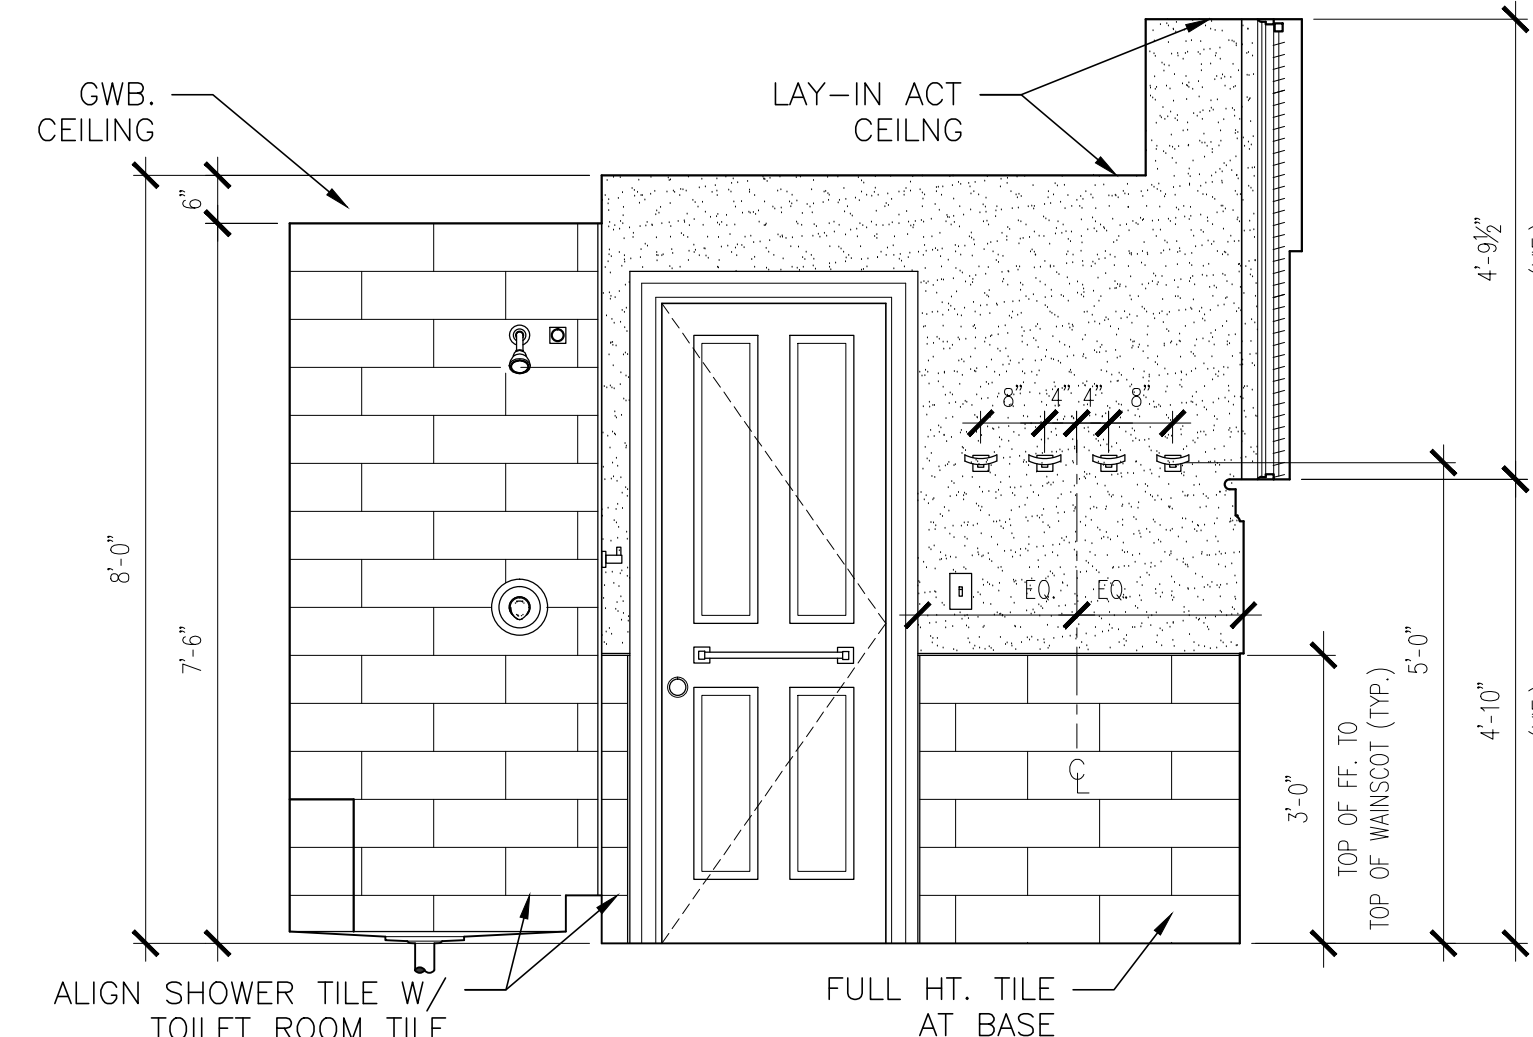 GWB.
CEILING
LAY-IN ACT
CEILNG
6"
8'-0"
7'-6"
8" 4" 4" 8"
EQ. EQ.
℄
4'-9½"
5'-0"
4'-10"
3'-0"
TOP OF FF. TO
TOP OF WAINSCOT (TYP.)
ALIGN SHOWER TILE W/
TOILET ROOM TILE
FULL HT. TILE
AT BASE